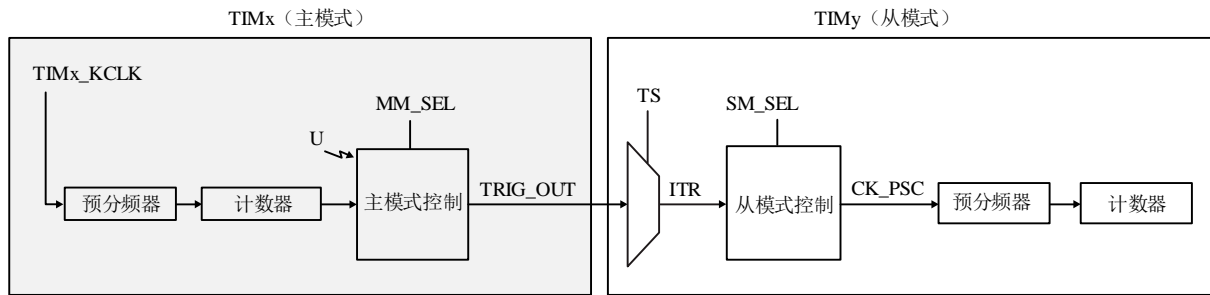 TIMx（主模式）
TIMy（从模式）
TIMx_KCLK
MM_SEL
TS
SM_SEL
U
预分频器
计数器
主模式控制
TRIG_OUT
ITR
从模式控制
CK_PSC
预分频器
计数器